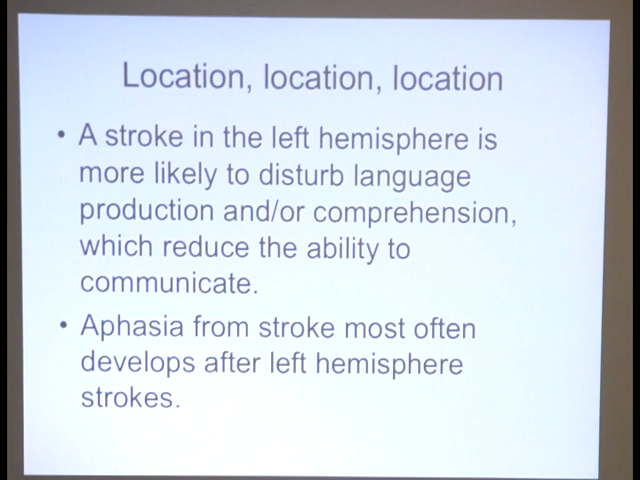 Location, location, location
• A stroke in the left hemisphere is
more likely to disturb language
production and/or comprehension,
which reduce the ability to
communicate.
• Aphasia from stroke most often
develops after left hemisphere
strokes.